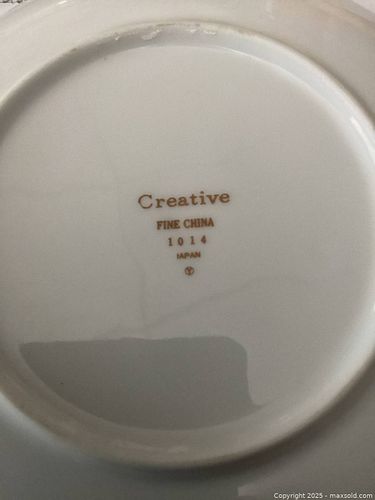 Creative
FINE CHINA
1014
JAPAN
Copyright © 2025 - maxsold.com